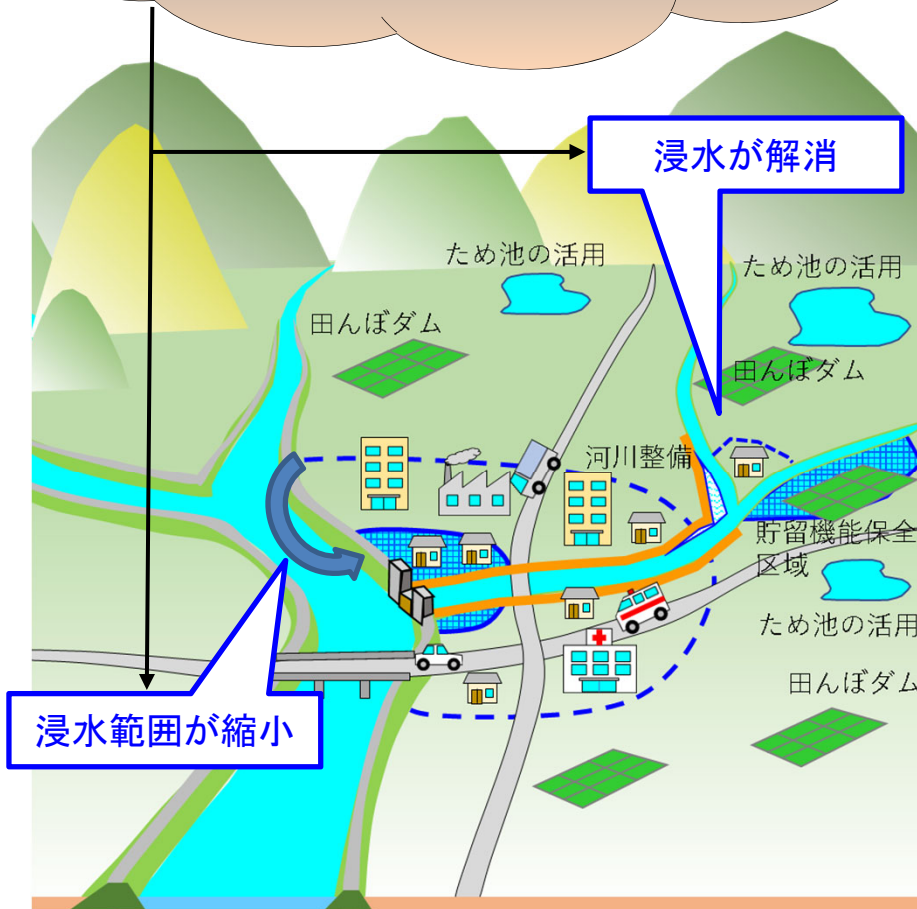 浸水が解消
ため池の活用
ため池の活用
田んぼダム
田んぼダム
河川整備
貯留機能保全
区域
ため池の活用
田んぼダム
浸水範囲が縮小